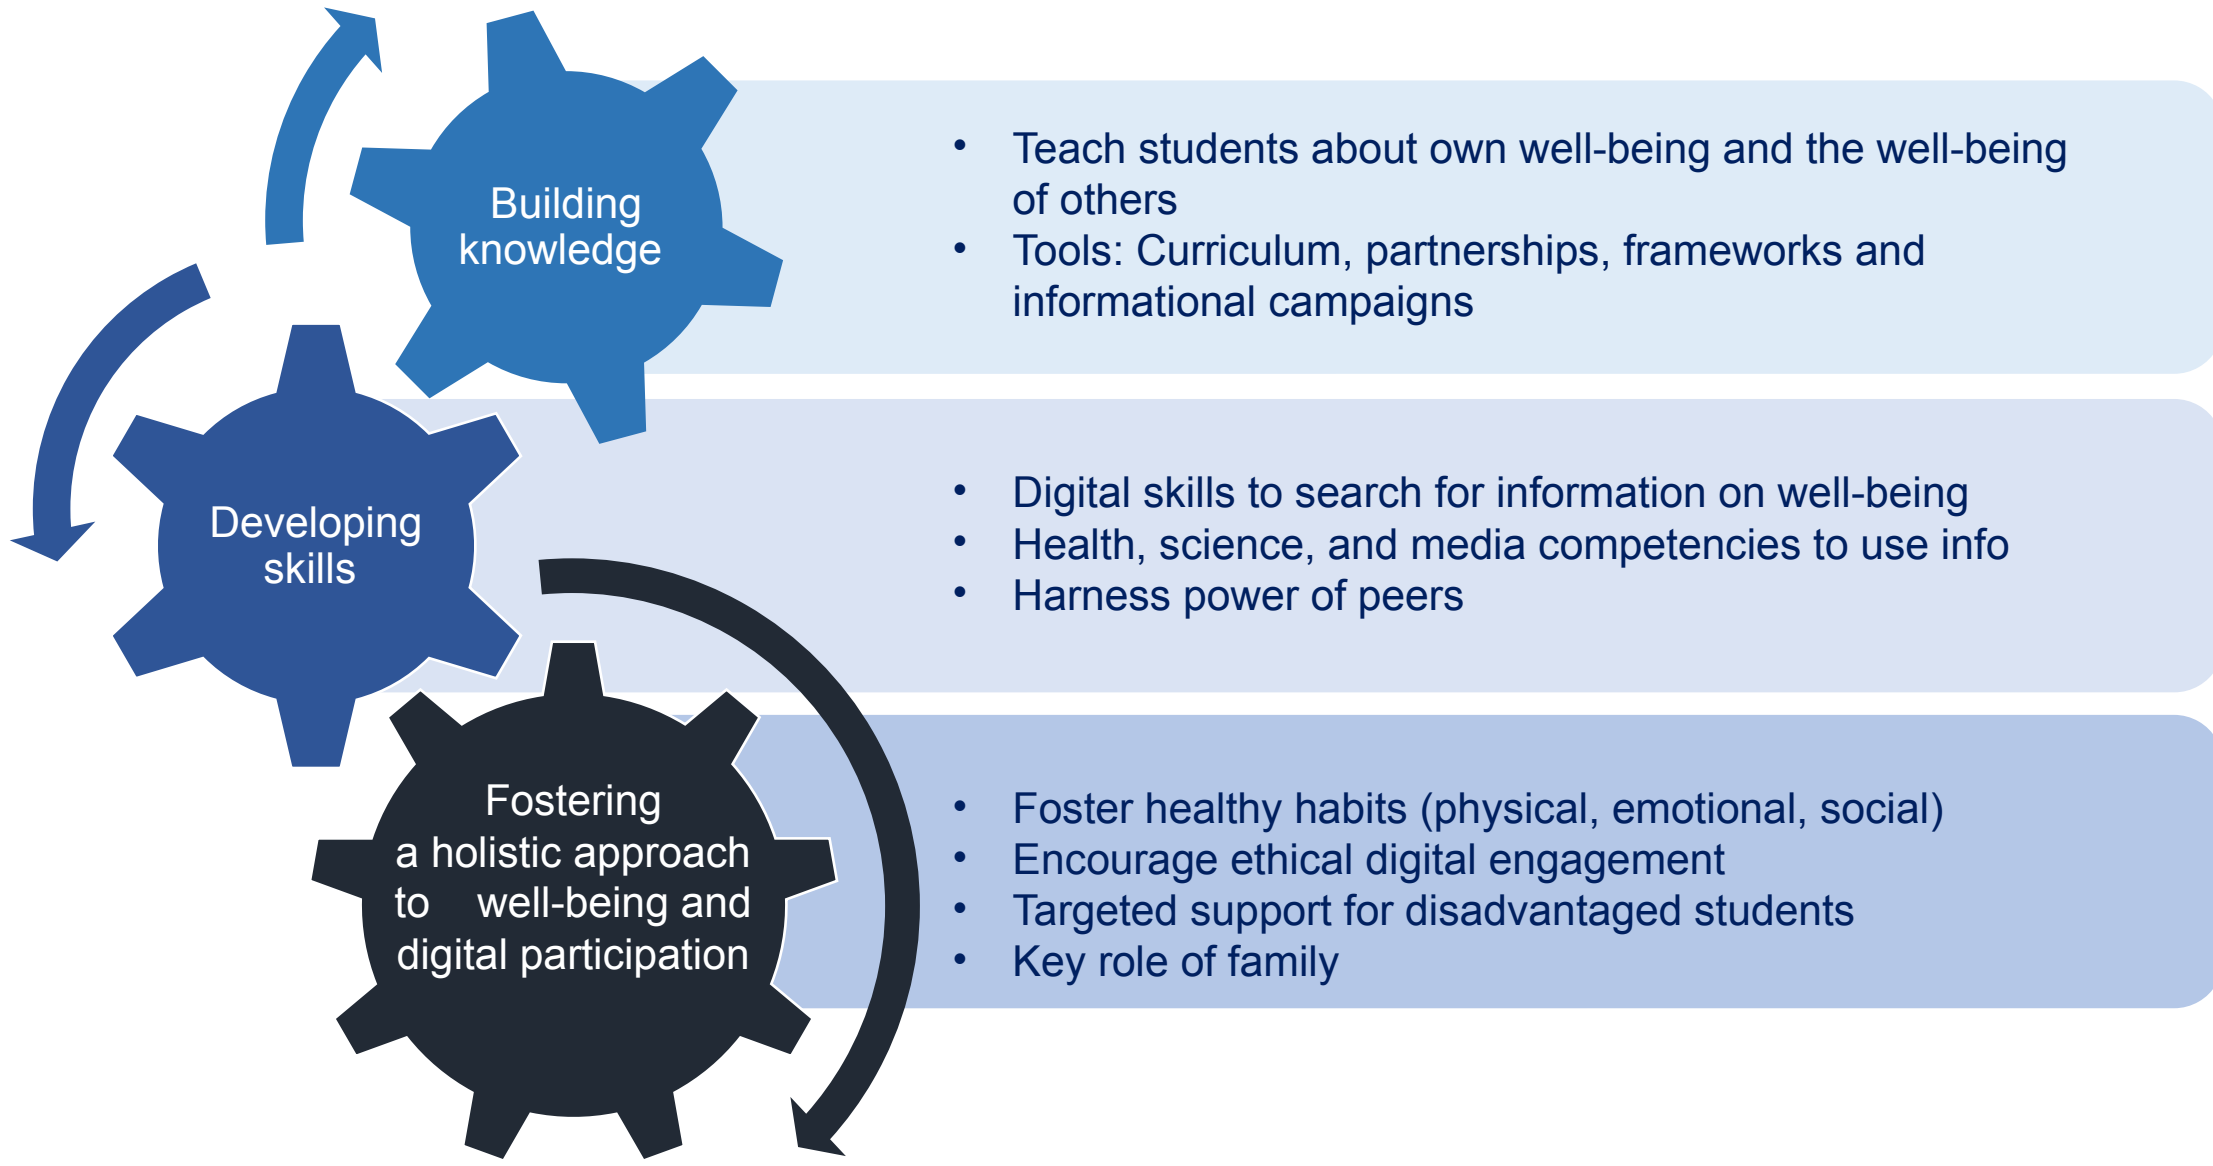 Building
knowledge
• Teach students about own well-being and the well-being
of others
• Tools: Curriculum, partnerships, frameworks and
informational campaigns
Developing
skills
• Digital skills to search for information on well-being
• Health, science, and media competencies to use info
• Harness power of peers
Fostering
a holistic approach
to well-being and
digital participation
• Foster healthy habits (physical, emotional, social)
• Encourage ethical digital engagement
• Targeted support for disadvantaged students
• Key role of family